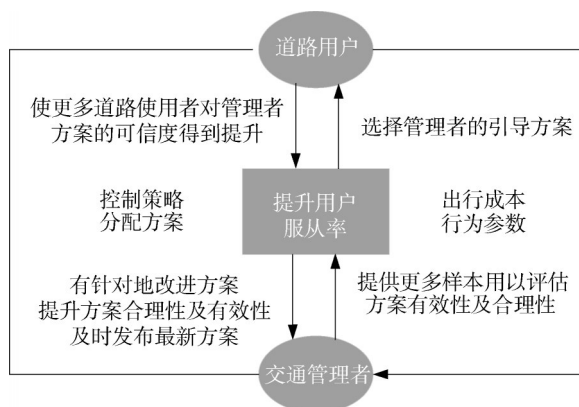 道路用户
使更多道路使用者对管理者
方案的可信度得到提升
选择管理者的引导方案
控制策略
分配方案
提升用户
服从率
出行成本
行为参数
有针对地改进方案
提升方案合理性及有效性
及时发布最新方案
提供更多样本用以评估
方案有效性及合理性
交通管理者